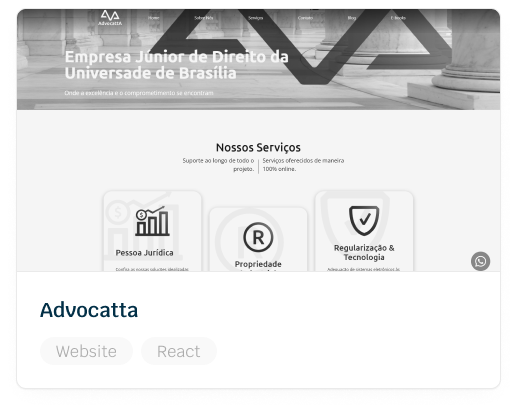 AdvocattA
Home Sobre Nós Serviços Contato Blog E-books
Empresa Júnior de Direito da
Universade de Brasília
Onde a excelência e o comprometimento se encontram
Nossos Serviços
Suporte ao longo de todo o projeto.
Serviços oferecidos de maneira 100% online.
Pessoa Jurídica
Confira as nossas soluções idealizadas
R
Propriedade
Regularização &
Tecnologia
Adequação de sistemas eletrônicos às
Advocatta
Website React